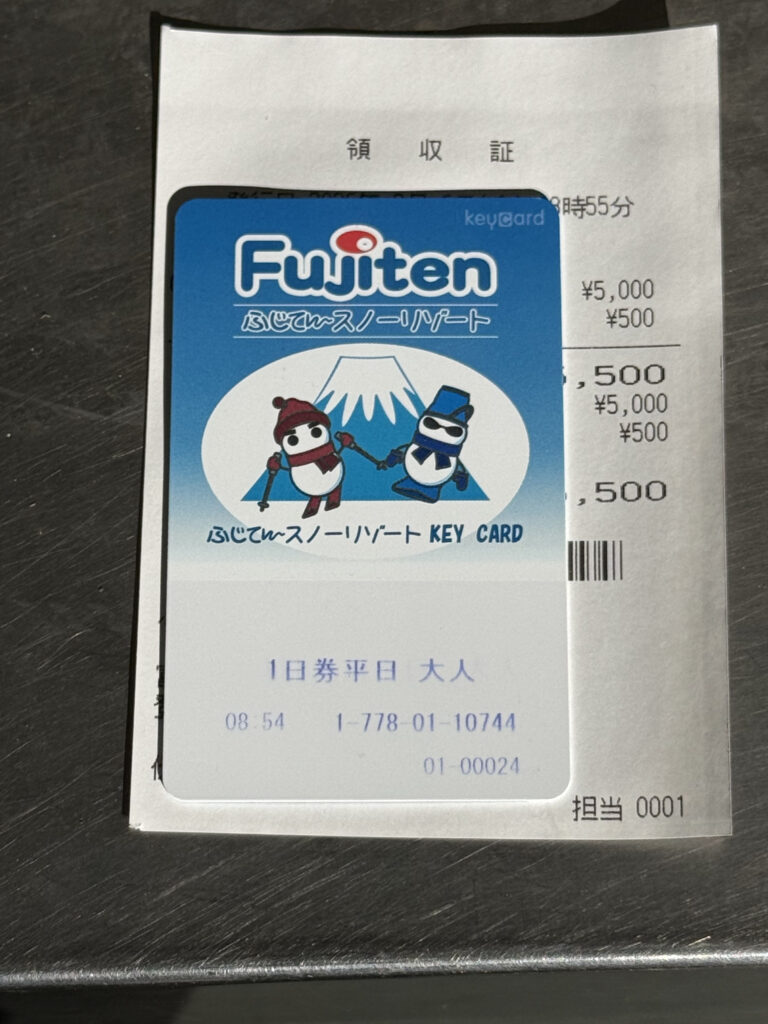 領収証
時55分
keycard
Fujiten
ふじてんスノーリゾート
¥5,000
¥500
,500
¥5,000
¥500
,500
ふじてんスノーリゾート KEY CARD
1日券平日 大人
08:54 1-778-01-10744
01-00024
担当 0001